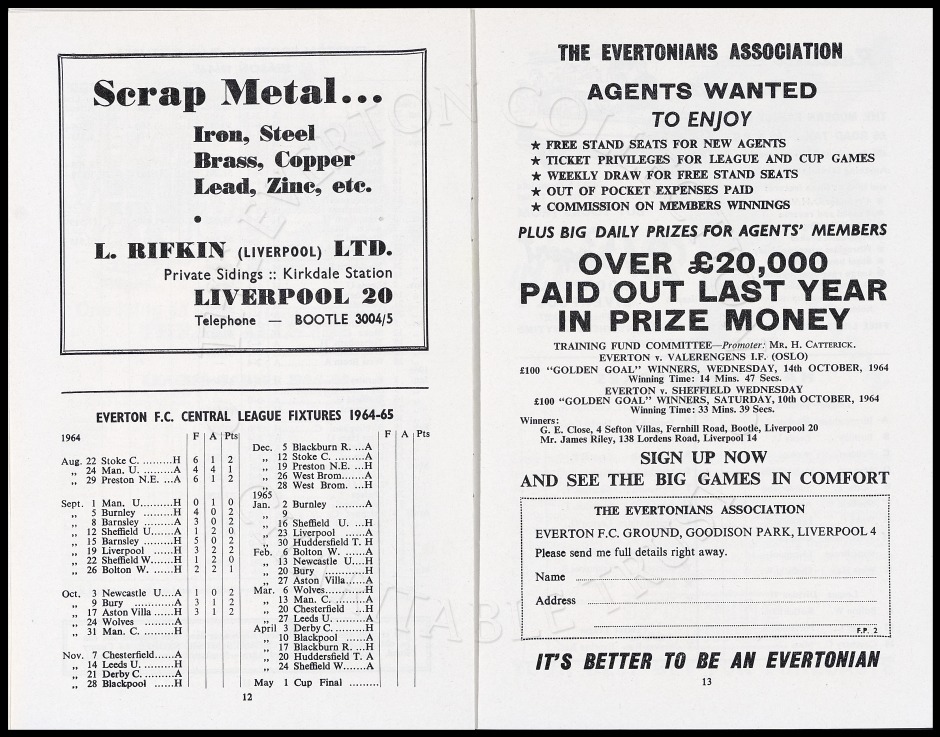 Scrap Metal...
Iron, Steel
Brass, Copper
Lead, Zinc, etc.
L. RIFKIN (LIVERPOOL) LTD.
Private Sidings :: Kirkdale Station
LIVERPOOL 20
Telephone — BOOTLE 3004/5
EVERTON F.C. CENTRAL LEAGUE FIXTURES 1964-65
1964 F A Pts
Aug. 22 Stoke C. .........H 6 1 2
„ 24 Man. U. .........A 4 4 1
„ 29 Preston N.E. ...A 6 1 2
Sept. 1 Man. U..........H 0 1 0
„ 5 Burnley .........H 4 0 2
„ 8 Barnsley .........A 3 0 2
„ 12 Sheffield U....A 1 2 0
„ 15 Barnsley .........H 5 0 2
„ 19 Liverpool ......H 3 2 2
„ 22 Sheffield W.......H 1 2 0
„ 26 Bolton W. ......H 2 2 1
Oct. 3 Newcastle U...A 1 0 2
„ 9 Bury ............A 3 1 2
„ 17 Aston Villa ......H 3 1 2
„ 24 Wolves .........A
„ 31 Man. C. .........H
Nov. 7 Chesterfield......A
„ 14 Leeds U. .........H
„ 21 Derby C. .........A
„ 28 Blackpool ......H
F A Pts
Dec. 5 Blackburn R. ...A
„ 12 Stoke C. .........A
„ 19 Preston N.E. ...H
„ 26 West Brom.......A
„ 28 West Brom. ...H
1965
Jan. 2 Burnley .........A
„ 9
„ 16 Sheffield U. ...H
„ 23 Liverpool ......A
„ 30 Huddersfield T. H
Feb. 6 Bolton W. ......A
„ 13 Newcastle U....H
„ 20 Bury ............H
„ 27 Aston Villa......A
Mar. 6 Wolves............H
„ 13 Man. C. .........A
„ 20 Chesterfield ...H
„ 27 Leeds U. .........A
April 3 Derby C. .........H
„ 10 Blackpool ......A
„ 17 Blackburn R. ...H
„ 20 Huddersfield T. A
„ 24 Sheffield W.......A
May 1 Cup Final .........
12
THE EVERTONIANS ASSOCIATION
AGENTS WANTED
TO ENJOY
★ FREE STAND SEATS FOR NEW AGENTS
★ TICKET PRIVILEGES FOR LEAGUE AND CUP GAMES
★ WEEKLY DRAW FOR FREE STAND SEATS
★ OUT OF POCKET EXPENSES PAID
★ COMMISSION ON MEMBERS WINNINGS
PLUS BIG DAILY PRIZES FOR AGENTS' MEMBERS
OVER £20,000
PAID OUT LAST YEAR
IN PRIZE MONEY
TRAINING FUND COMMITTEE—Promoter: MR. H. CATTERICK.
EVERTON v. VALERENGENS I.F. (OSLO)
£100 "GOLDEN GOAL" WINNERS, WEDNESDAY, 14th OCTOBER, 1964
Winning Time: 14 Mins. 47 Secs.
EVERTON v. SHEFFIELD WEDNESDAY
£100 "GOLDEN GOAL" WINNERS, SATURDAY, 10th OCTOBER, 1964
Winning Time: 33 Mins. 39 Secs.
Winners:
G. E. Close, 4 Sefton Villas, Fernhill Road, Bootle, Liverpool 20
Mr. James Riley, 138 Lordens Road, Liverpool 14
SIGN UP NOW
AND SEE THE BIG GAMES IN COMFORT
THE EVERTONIANS ASSOCIATION
EVERTON F.C. GROUND, GOODISON PARK, LIVERPOOL 4
Please send me full details right away.
Name
Address
F.P. 2
IT'S BETTER TO BE AN EVERTONIAN
13